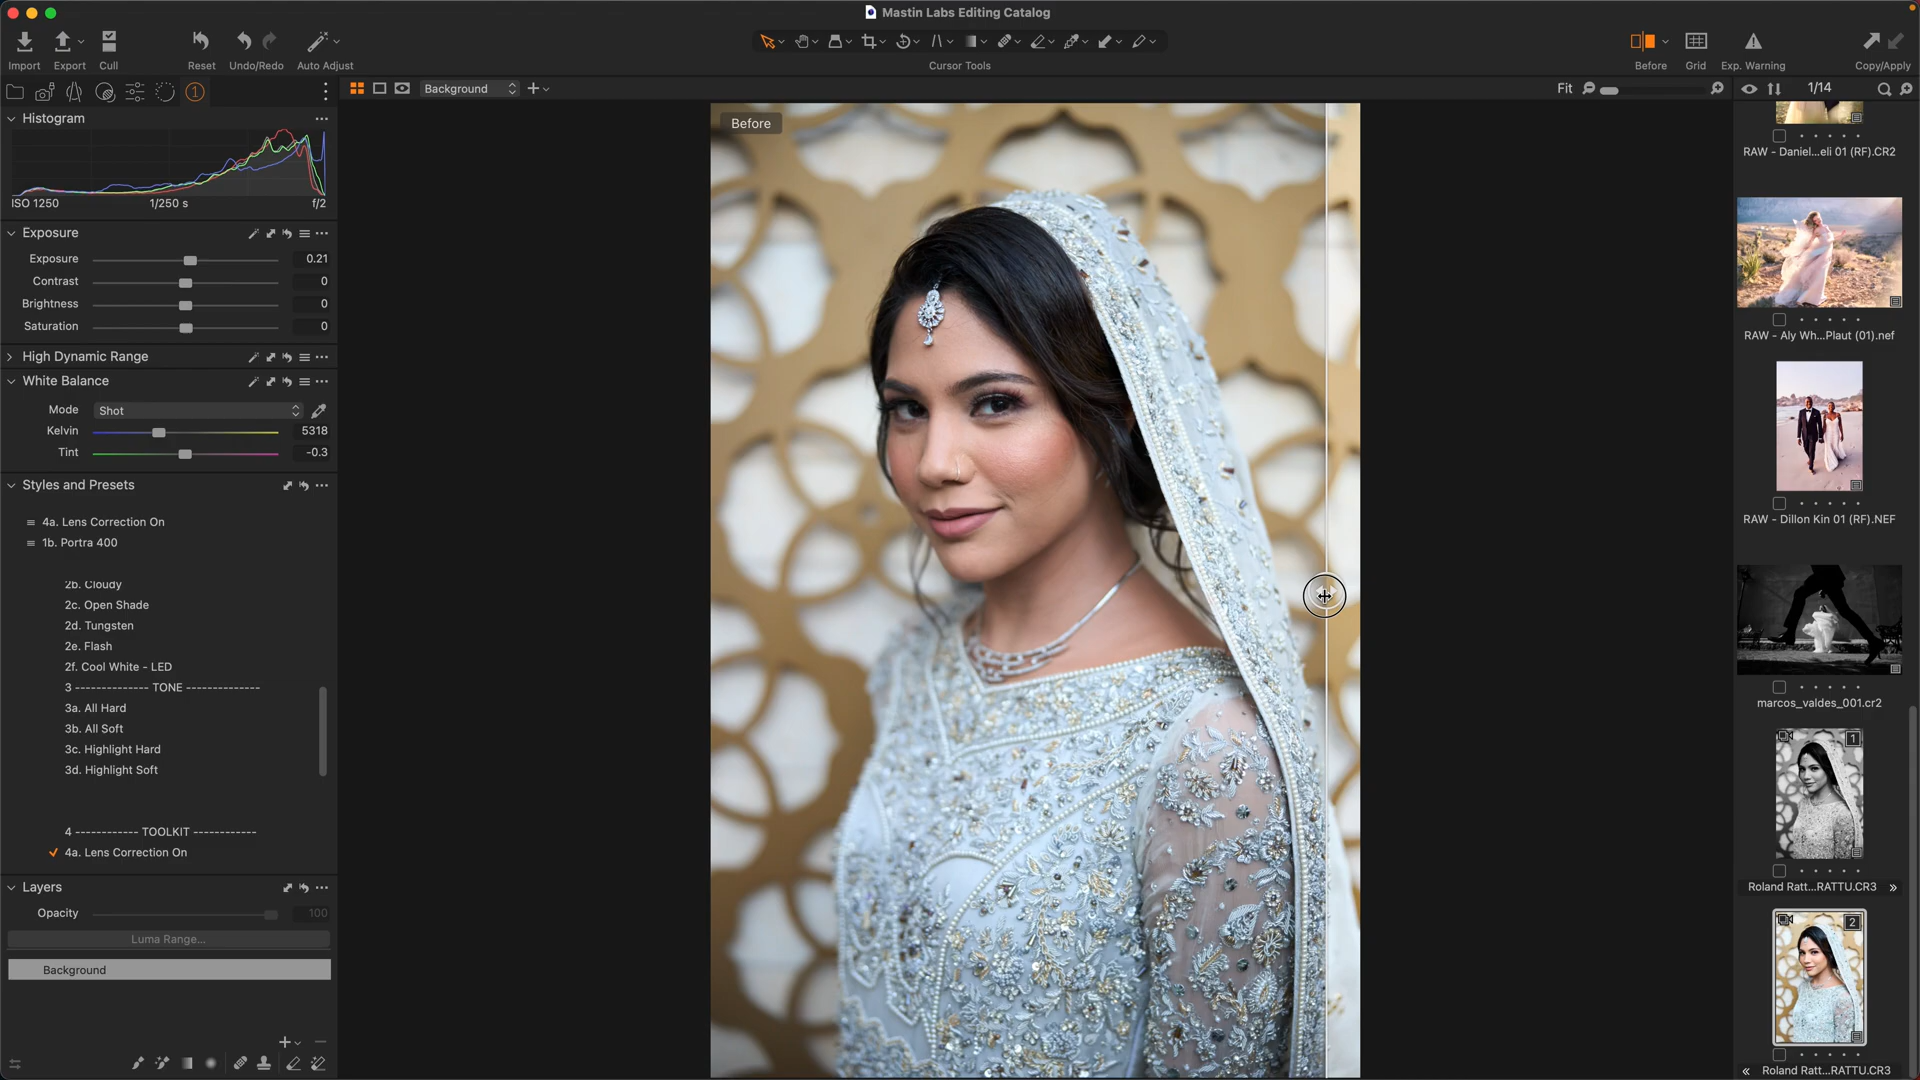 Mastin Labs Editing Catalog
Import
Export
Cull
Reset
Undo/Redo
Auto Adjust
Cursor Tools
Before
Grid
Exp. Warning
Copy/Apply
1
Background
Fit
1/14
Histogram
ISO 1250
1/250 s
f/2
Exposure
Exposure 0.21
Contrast 0
Brightness 0
Saturation 0
High Dynamic Range
White Balance
Mode Shot
Kelvin 5318
Tint -0.3
Styles and Presets
4a. Lens Correction On
1b. Portra 400
2b. Cloudy
2c. Open Shade
2d. Tungsten
2e. Flash
2f. Cool White - LED
3 -------------- TONE --------------
3a. All Hard
3b. All Soft
3c. Highlight Hard
3d. Highlight Soft
4 ------------ TOOLKIT ------------
4a. Lens Correction On
Layers
Opacity 100
Luma Range...
Background
Before
RAW - Daniel...eli 01 (RF).CR2
RAW - Aly Wh...Plaut (01).nef
RAW - Dillon Kin 01 (RF).NEF
marcos_valdes_001.cr2
1
Roland Ratt...RATTU.CR3
2
Roland Ratt...RATTU.CR3